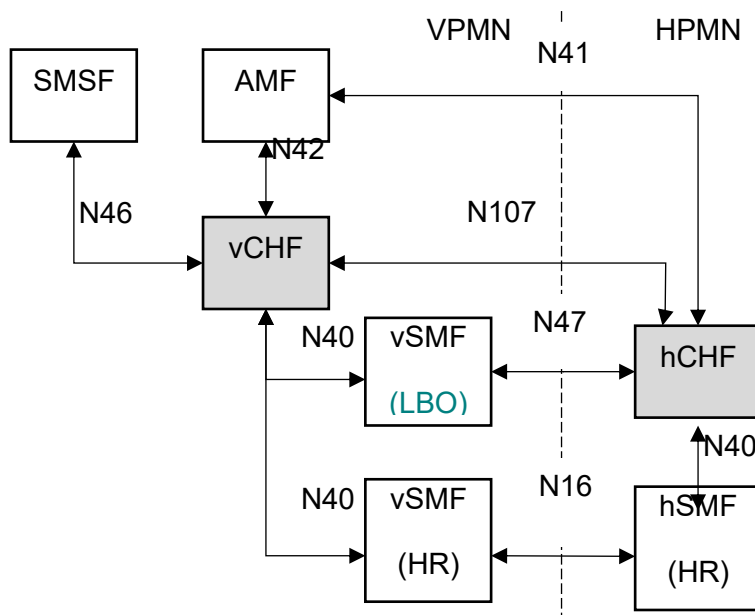 VPMN
HPMN
N41
SMSF
AMF
N42
N46
N107
vCHF
N47
N40
vSMF
(LBO)
hCHF
N40
N16
N40
vSMF
(HR)
hSMF
(HR)